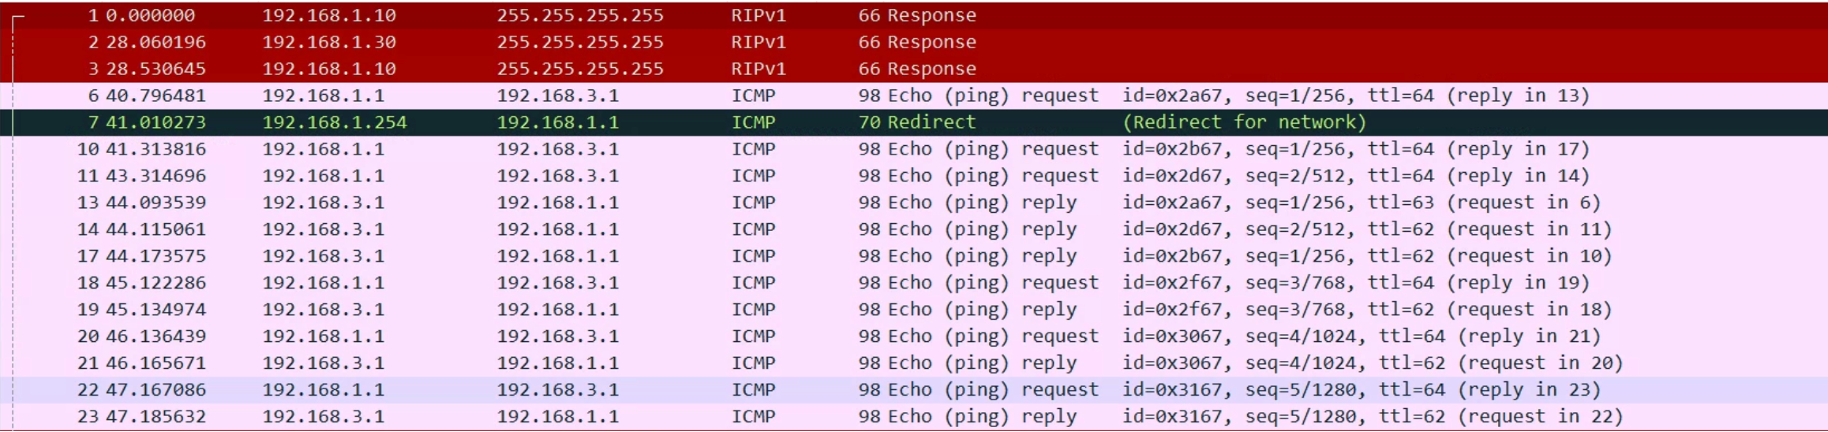 1 0.000000 192.168.1.10 255.255.255.255 RIPv1 66 Response
2 28.060196 192.168.1.30 255.255.255.255 RIPv1 66 Response
3 28.530645 192.168.1.10 255.255.255.255 RIPv1 66 Response
6 40.796481 192.168.1.1 192.168.3.1 ICMP 98 Echo (ping) request id=0x2a67, seq=1/256, ttl=64 (reply in 13)
7 41.010273 192.168.1.254 192.168.1.1 ICMP 70 Redirect (Redirect for network)
10 41.313816 192.168.1.1 192.168.3.1 ICMP 98 Echo (ping) request id=0x2b67, seq=1/256, ttl=64 (reply in 17)
11 43.314696 192.168.1.1 192.168.3.1 ICMP 98 Echo (ping) request id=0x2d67, seq=2/512, ttl=64 (reply in 14)
13 44.093539 192.168.3.1 192.168.1.1 ICMP 98 Echo (ping) reply id=0x2a67, seq=1/256, ttl=63 (request in 6)
14 44.115061 192.168.3.1 192.168.1.1 ICMP 98 Echo (ping) reply id=0x2d67, seq=2/512, ttl=62 (request in 11)
17 44.173575 192.168.3.1 192.168.1.1 ICMP 98 Echo (ping) reply id=0x2b67, seq=1/256, ttl=62 (request in 10)
18 45.122286 192.168.1.1 192.168.3.1 ICMP 98 Echo (ping) request id=0x2f67, seq=3/768, ttl=64 (reply in 19)
19 45.134974 192.168.3.1 192.168.1.1 ICMP 98 Echo (ping) reply id=0x2f67, seq=3/768, ttl=62 (request in 18)
20 46.136439 192.168.1.1 192.168.3.1 ICMP 98 Echo (ping) request id=0x3067, seq=4/1024, ttl=64 (reply in 21)
21 46.165671 192.168.3.1 192.168.1.1 ICMP 98 Echo (ping) reply id=0x3067, seq=4/1024, ttl=62 (request in 20)
22 47.167086 192.168.1.1 192.168.3.1 ICMP 98 Echo (ping) request id=0x3167, seq=5/1280, ttl=64 (reply in 23)
23 47.185632 192.168.3.1 192.168.1.1 ICMP 98 Echo (ping) reply id=0x3167, seq=5/1280, ttl=62 (request in 22)